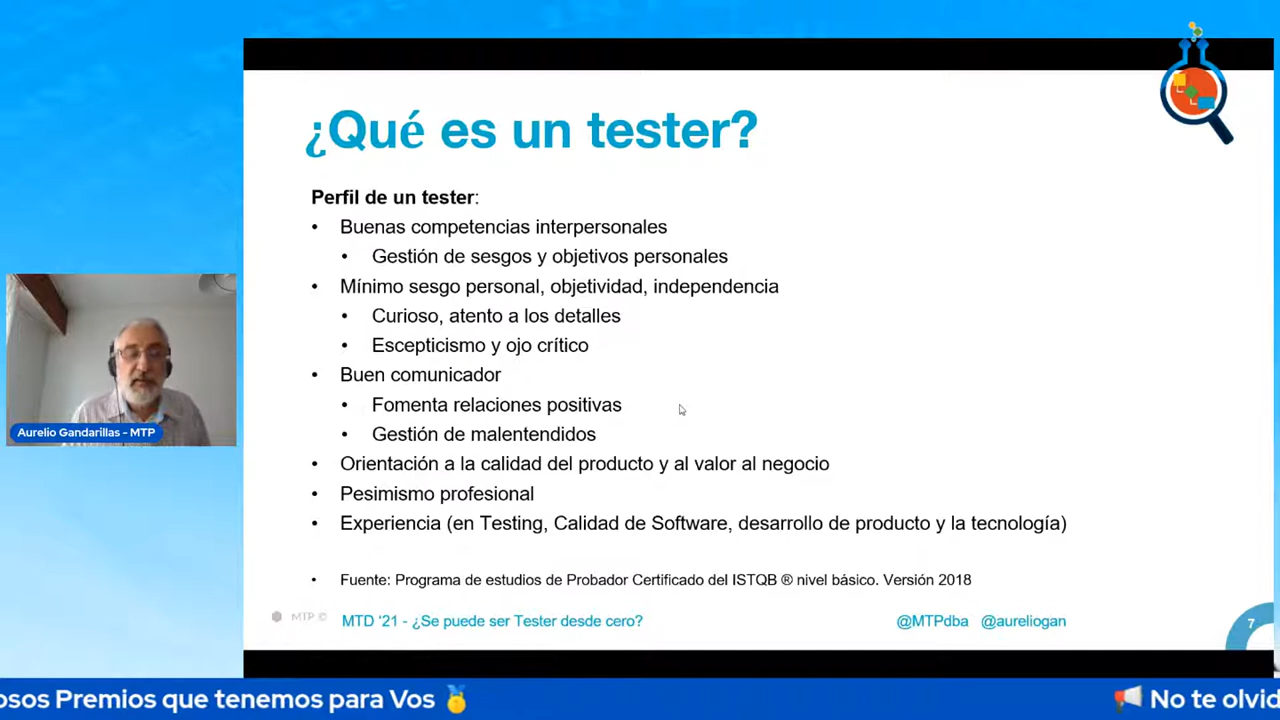 ¿Qué es un tester?
Perfil de un tester:
• Buenas competencias interpersonales
• Gestión de sesgos y objetivos personales
• Mínimo sesgo personal, objetividad, independencia
• Curioso, atento a los detalles
• Escepticismo y ojo crítico
• Buen comunicador
• Fomenta relaciones positivas
• Gestión de malentendidos
• Orientación a la calidad del producto y al valor al negocio
• Pesimismo profesional
• Experiencia (en Testing, Calidad de Software, desarrollo de producto y la tecnología)
• Fuente: Programa de estudios de Probador Certificado del ISTQB ® nivel básico. Versión 2018
MTP © MTD '21 - ¿Se puede ser Tester desde cero? @MTPdba @aureliogan
7
Aurelio Gandarillas - MTP
osos Premios que tenemos para Vos 🏅 📢 No te olvid